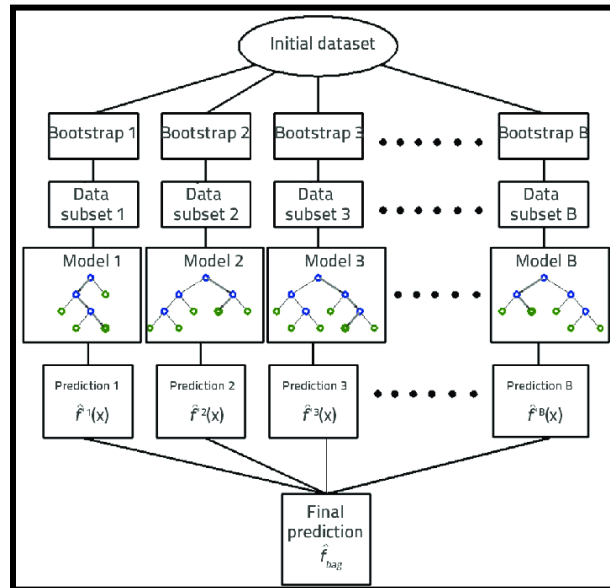 Initial dataset
Bootstrap 1
Bootstrap 2
Bootstrap 3
Bootstrap B
Data
subset 1
Data
subset 2
Data
subset 3
Data
subset B
Model 1
Model 2
Model 3
Model B
Prediction 1
f̂¹(x)
Prediction 2
f̂²(x)
Prediction 3
f̂³(x)
Prediction B
f̂ᴮ(x)
Final
prediction
f̂bag